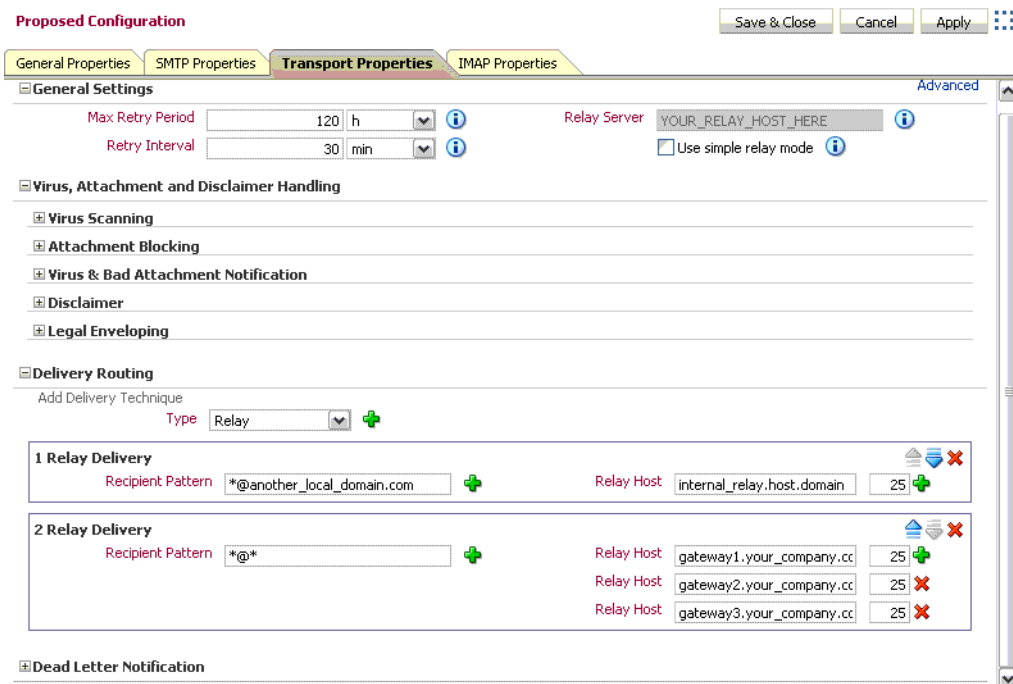 Proposed Configuration Save & Close Cancel Apply
General Properties SMTP Properties Transport Properties IMAP Properties
General Settings Advanced
Max Retry Period 120 h Relay Server YOUR_RELAY_HOST_HERE
Retry Interval 30 min Use simple relay mode
Virus, Attachment and Disclaimer Handling
Virus Scanning
Attachment Blocking
Virus & Bad Attachment Notification
Disclaimer
Legal Enveloping
Delivery Routing
Add Delivery Technique
Type Relay
1 Relay Delivery
Recipient Pattern *@another_local_domain.com Relay Host internal_relay.host.domain 25
2 Relay Delivery
Recipient Pattern *@* Relay Host gateway1.your_company.cc 25
Relay Host gateway2.your_company.cc 25
Relay Host gateway3.your_company.cc 25
Dead Letter Notification